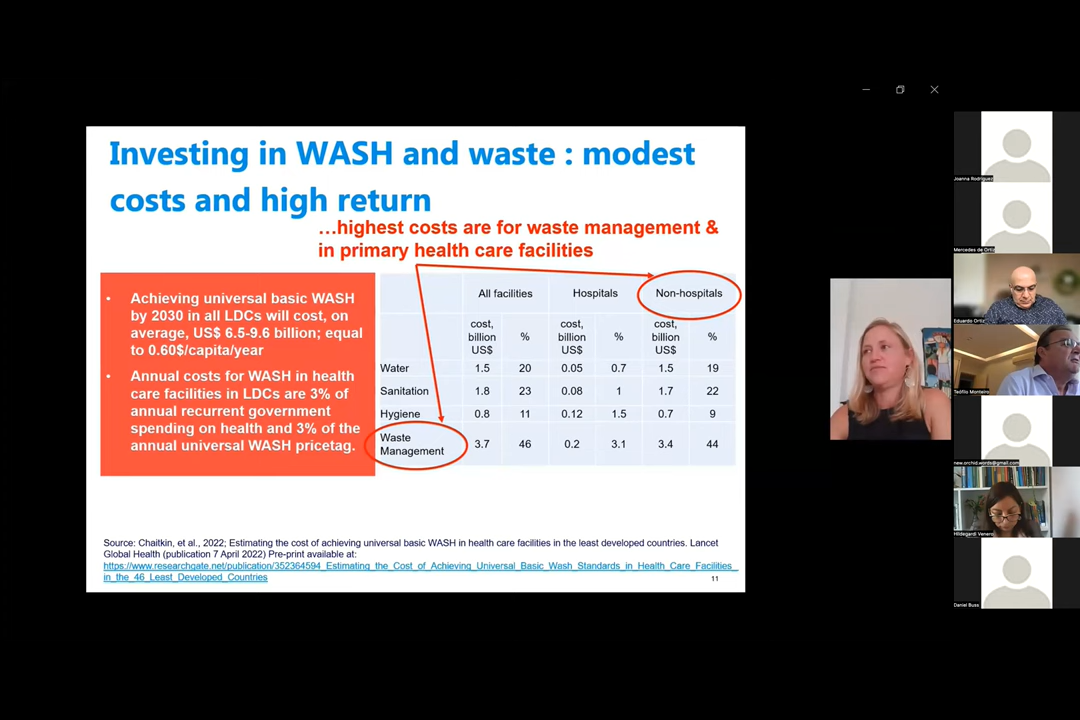 Investing in WASH and waste : modest
costs and high return
…highest costs are for waste management &
in primary health care facilities
• Achieving universal basic WASH
by 2030 in all LDCs will cost, on
average, US$ 6.5-9.6 billion; equal
to 0.60$/capita/year
• Annual costs for WASH in health
care facilities in LDCs are 3% of
annual recurrent government
spending on health and 3% of the
annual universal WASH pricetag.
All facilities Hospitals Non-hospitals
cost, billion US$ % cost, billion US$ % cost, billion US$ %
Water 1.5 20 0.05 0.7 1.5 19
Sanitation 1.8 23 0.08 1 1.7 22
Hygiene 0.8 11 0.12 1.5 0.7 9
Waste Management 3.7 46 0.2 3.1 3.4 44
Source: Chaitkin, et al., 2022; Estimating the cost of achieving universal basic WASH in health care facilities in the least developed countries. Lancet
Global Health (publication 7 April 2022) Pre-print available at:
https://www.researchgate.net/publication/352364594_Estimating_the_Cost_of_Achieving_Universal_Basic_Wash_Standards_in_Health_Care_Facilities_
in_the_46_Least_Developed_Countries
11
Joanna Rodriguez
Mercedes de Ortiz
Eduardo Ortiz
Teófilo Monteiro
new.orchid.words@gmail.com
Hildegardi Venero
Daniel Buss